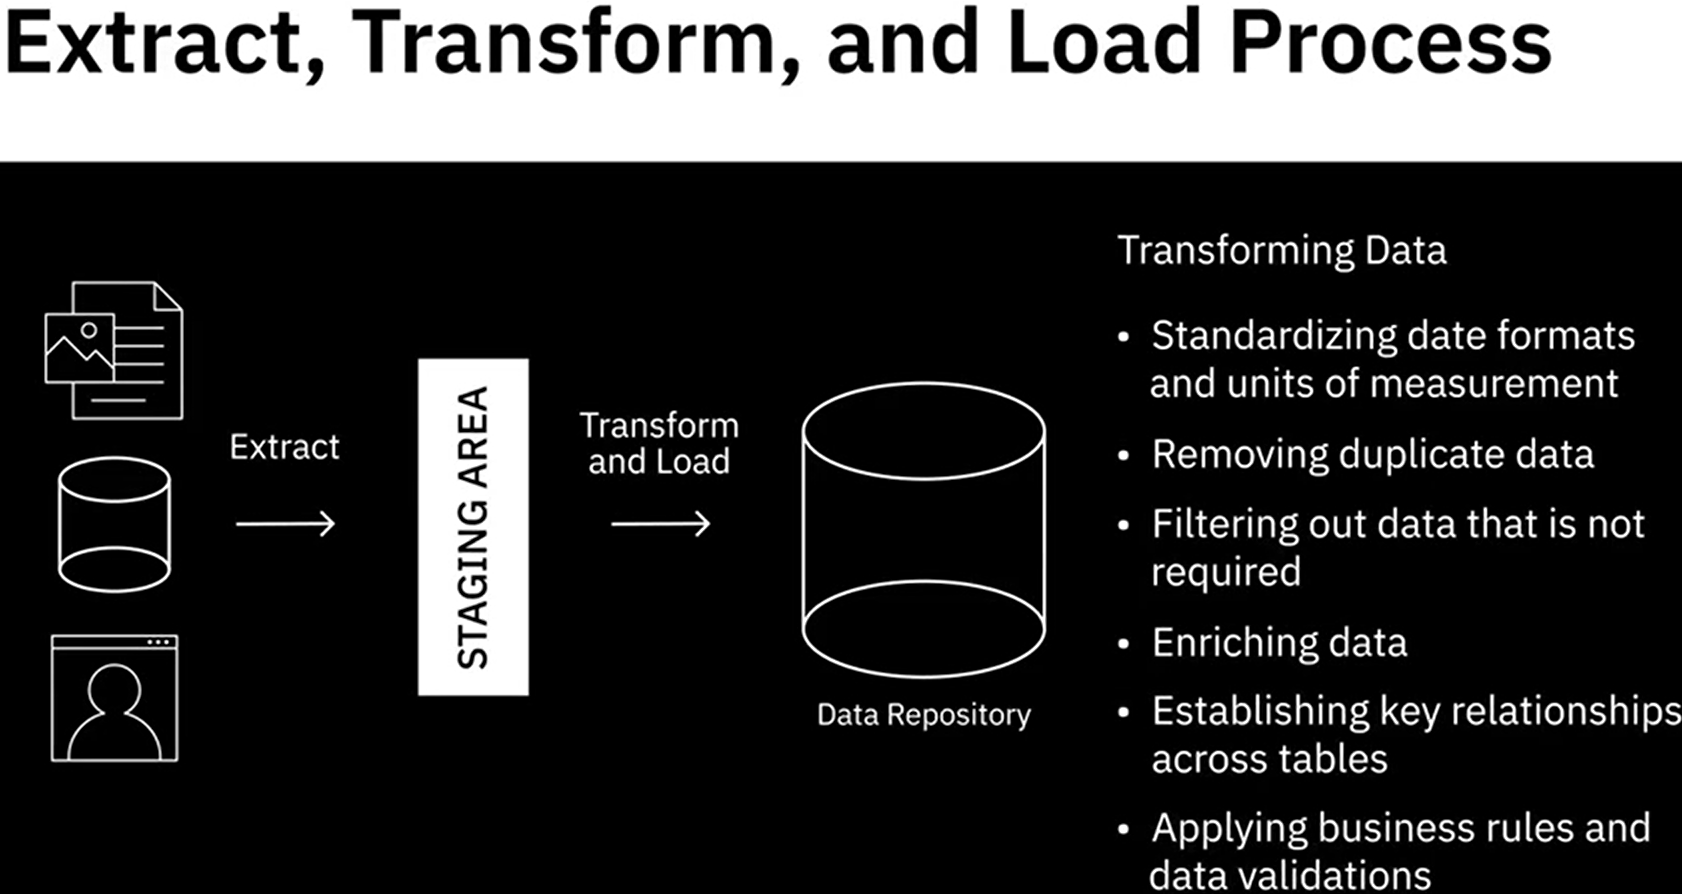 Extract, Transform, and Load Process
Extract
STAGING AREA
Transform
and Load
Data Repository
Transforming Data
• Standardizing date formats
and units of measurement
• Removing duplicate data
• Filtering out data that is not
required
• Enriching data
• Establishing key relationships
across tables
• Applying business rules and
data validations